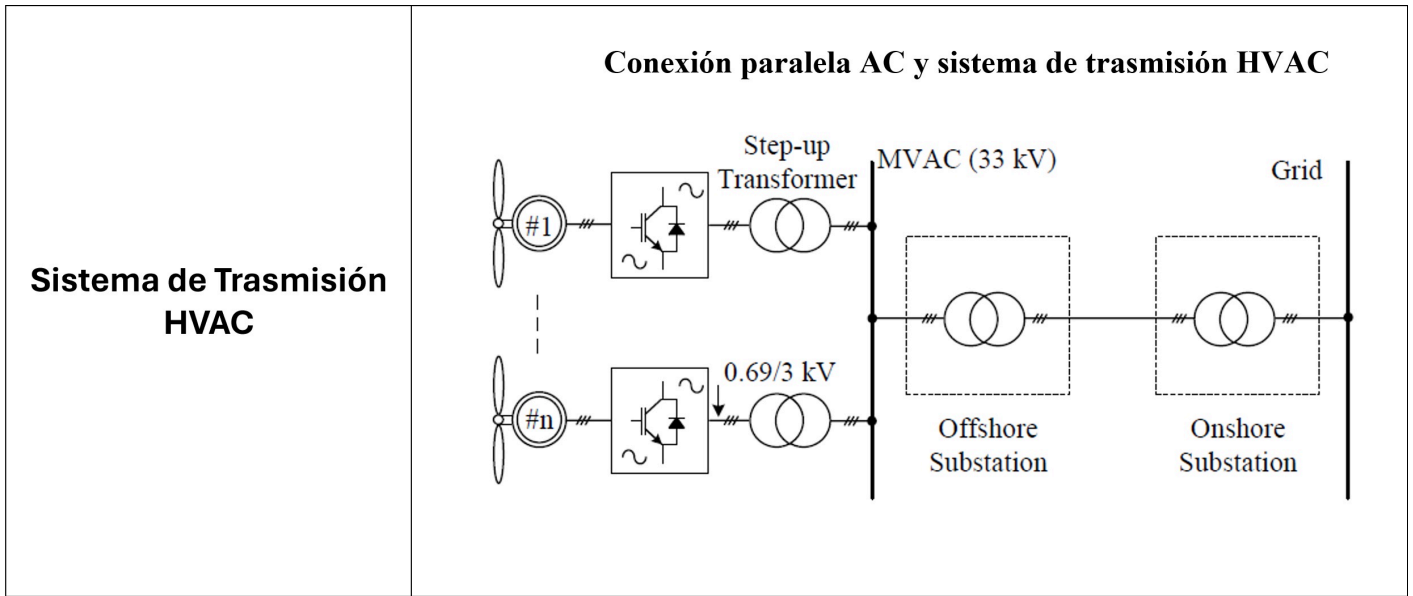 Sistema de Trasmisión
HVAC
Conexión paralela AC y sistema de trasmisión HVAC
Step-up
Transformer
MVAC (33 kV)
Grid
#1
#n
0.69/3 kV
Offshore
Substation
Onshore
Substation